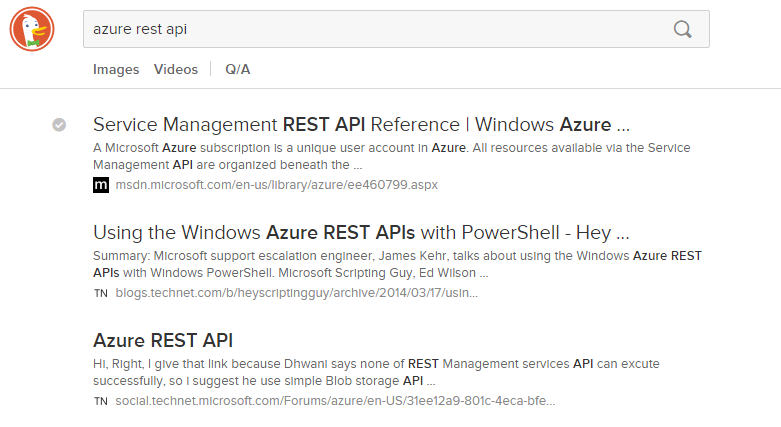 azure rest api
Images Videos Q/A
Service Management REST API Reference | Windows Azure ...
A Microsoft Azure subscription is a unique user account in Azure. All resources available via the Service
Management API are organized beneath the ...
m msdn.microsoft.com/en-us/library/azure/ee460799.aspx
Using the Windows Azure REST APIs with PowerShell - Hey ...
Summary: Microsoft support escalation engineer, James Kehr, talks about using the Windows Azure REST
APIs with Windows PowerShell. Microsoft Scripting Guy, Ed Wilson ...
TN blogs.technet.com/b/heyscriptingguy/archive/2014/03/17/usin...
Azure REST API
Hi, Right, I give that link because Dhwani says none of REST Management services API can excute
successfully, so i suggest he use simple Blob storage API ...
TN social.technet.microsoft.com/Forums/azure/en-US/31ee12a9-801c-4eca-bfe...